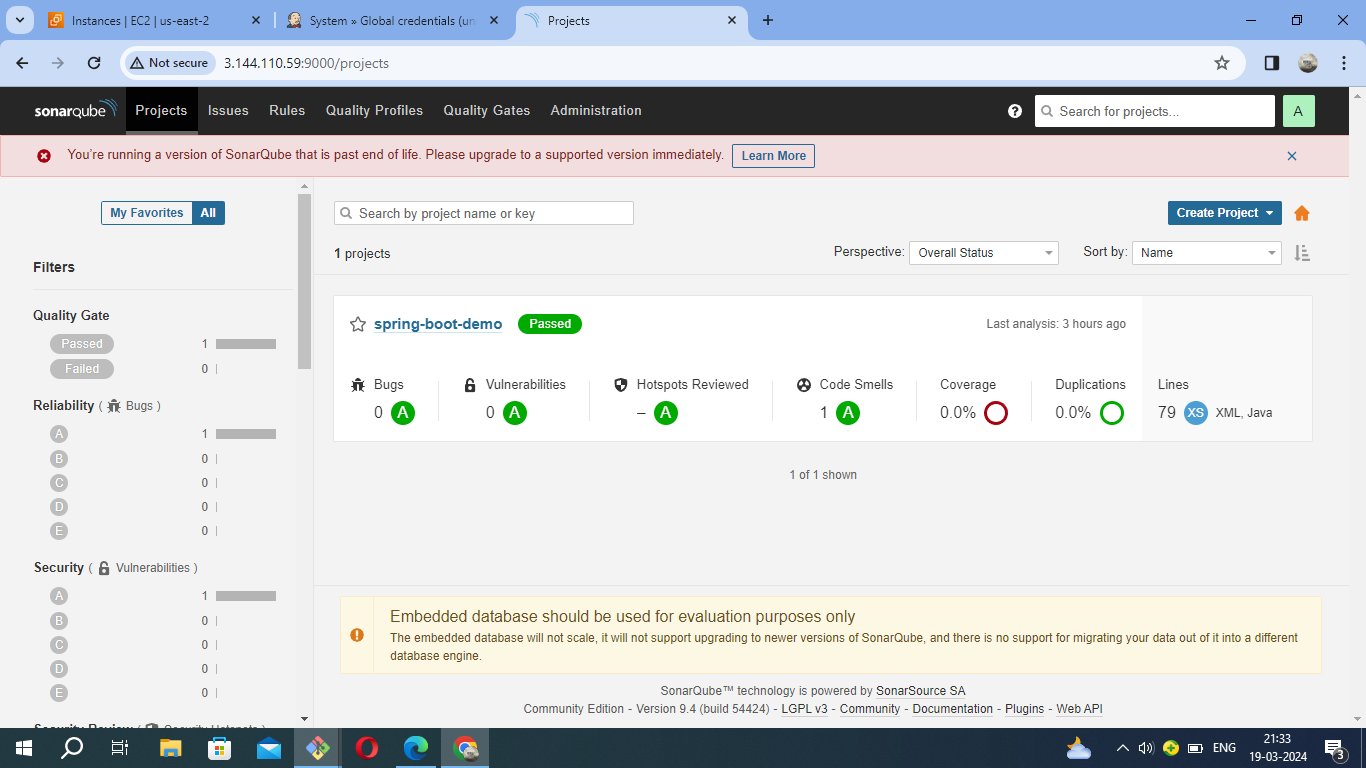 Instances | EC2 | us-east-2
System » Global credentials (un
Projects
Not secure
3.144.110.59:9000/projects
sonarqube
Projects
Issues
Rules
Quality Profiles
Quality Gates
Administration
?
Search for projects...
A
You're running a version of SonarQube that is past end of life. Please upgrade to a supported version immediately.
Learn More
My Favorites
All
Search by project name or key
Create Project
1 projects
Perspective:
Overall Status
Sort by:
Name
Filters
Quality Gate
Passed 1
Failed 0
Reliability ( Bugs )
A 1
B 0
C 0
D 0
E 0
Security ( Vulnerabilities )
A 1
B 0
C 0
D 0
E 0
Security Review ( Security Hotspots )
spring-boot-demo
Passed
Last analysis: 3 hours ago
Bugs
0 A
Vulnerabilities
0 A
Hotspots Reviewed
– A
Code Smells
1 A
Coverage
0.0%
Duplications
0.0%
Lines
79 XS XML, Java
1 of 1 shown
Embedded database should be used for evaluation purposes only
The embedded database will not scale, it will not support upgrading to newer versions of SonarQube, and there is no support for migrating your data out of it into a different
database engine.
SonarQube™ technology is powered by SonarSource SA
Community Edition - Version 9.4 (build 54424) - LGPL v3 - Community - Documentation - Plugins - Web API
ENG
21:33
19-03-2024
3